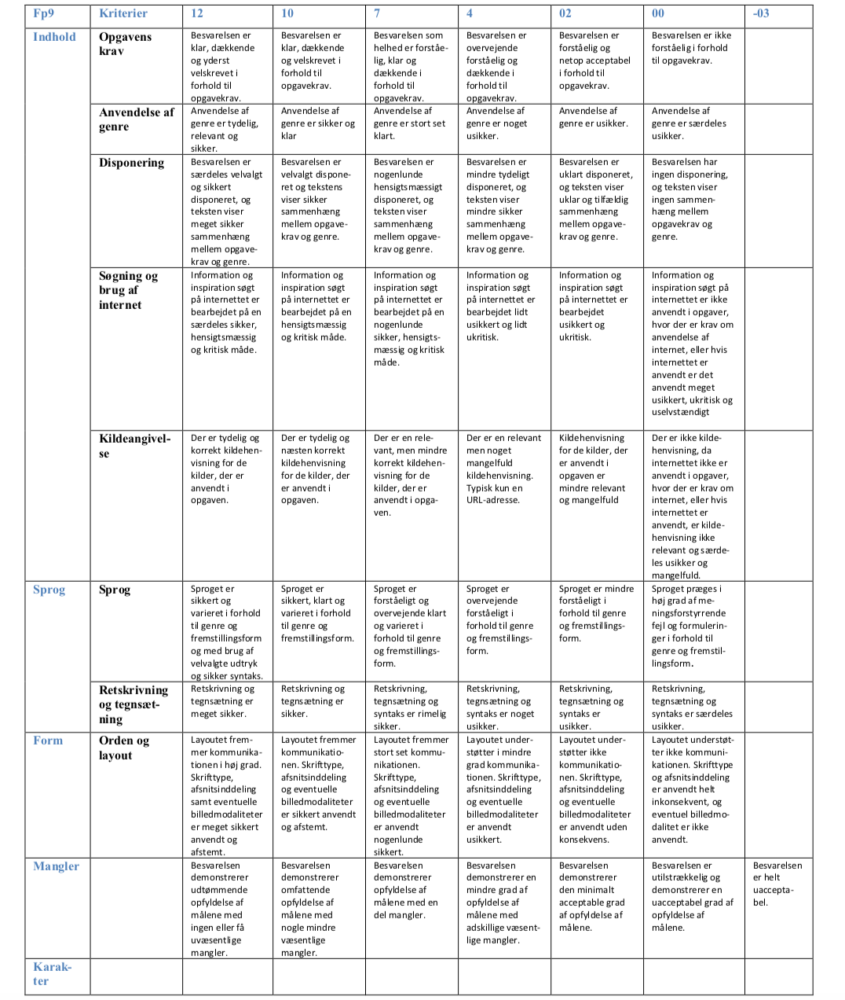 Fp9
Kriterier
12
10
7
4
02
00
-03
Indhold
Opgavens
krav
Besvarelsen er
klar, dækkende
og yderst
velskrevet i
forhold til
opgavekrav.
Besvarelsen er
klar, dækkende
og velskrevet i
forhold til
opgavekrav.
Besvarelsen som
helhed er forståe-
lig, klar og
dækkende i
forhold til
opgavekrav.
Besvarelsen er
overvejende
forståelig og
dækkende i
forhold til
opgavekrav.
Besvarelsen er
forståelig og
netop acceptabel
i forhold til
opgavekrav.
Besvarelsen er ikke
forståelig i forhold
til opgavekrav.
Anvendelse af
genre
Anvendelse af
genre er tydelig,
relevant og
sikker.
Anvendelse af
genre er sikker og
klar
Anvendelse af
genre er stort set
klart.
Anvendelse af
genre er noget
usikker.
Anvendelse af
genre er usikker.
Anvendelse af
genre er særdeles
usikker.
Disponering
Besvarelsen er
særdeles velvalgt
og sikkert
disponeret, og
teksten viser
meget sikker
sammenhæng
mellem opgave-
krav og genre.
Besvarelsen er
velvalgt dispone-
ret og tekstens
viser sikker
sammenhæng
mellem opgave-
krav og genre.
Besvarelsen er
nogenlunde
hensigtsmæssigt
disponeret, og
teksten viser
sammenhæng
mellem opgave-
krav og genre.
Besvarelsen er
mindre tydeligt
disponeret, og
teksten viser
mindre sikker
sammenhæng
mellem opgave-
krav og genre.
Besvarelsen er
uklart disponeret,
og teksten viser
uklar og tilfældig
sammenhæng
mellem opgave-
krav og genre.
Besvarelsen har
ingen disponering,
og teksten viser
ingen sammen-
hæng mellem
opgavekrav og
genre.
Søgning og
brug af
internet
Information og
inspiration søgt
på internettet er
bearbejdet på en
særdeles sikker,
hensigtsmæssig
og kritisk måde.
Information og
inspiration søgt
på internettet er
bearbejdet på en
hensigtsmæssig
og kritisk måde.
Information og
inspiration søgt
på internettet er
bearbejdet på en
nogenlunde
sikker, hensigts-
mæssig og kritisk
måde.
Information og
inspiration søgt
på internettet er
bearbejdet lidt
usikkert og lidt
ukritisk.
Information og
inspiration søgt
på internettet er
bearbejdet
usikkert og
ukritisk.
Information og
inspiration søgt på
internettet er ikke
anvendt i opgaver,
hvor der er krav om
anvendelse af
internet, eller hvis
internettet er
anvendt er det
anvendt meget
usikkert, ukritisk og
uselvstændigt
Kildeangivel-
se
Der er tydelig og
korrekt kildehen-
visning for de
kilder, der er
anvendt i
opgaven.
Der er tydelig og
næsten korrekt
kildehenvisning
for de kilder, der
er anvendt i
opgaven.
Der er en rele-
vant, men mindre
korrekt kildehen-
visning for de
kilder, der er
anvendt i opga-
ven.
Der er en relevant
men noget
mangelfuld
kildehenvisning.
Typisk kun en
URL-adresse.
Kildehenvisning
for de kilder, der
er anvendt i
opgaven er
mindre relevant
og mangelfuld
Der er ikke kilde-
henvisning, da
internettet ikke er
anvendt i opgaver,
hvor der er krav om
internet, eller hvis
internettet er
anvendt, er kilde-
henvisning ikke
relevant og særde-
les usikker og
mangelfuld.
Sprog
Sprog
Sproget er
sikkert og
varieret i forhold
til genre og
fremstillingsform
og med brug af
velvalgte udtryk
og sikker syntaks.
Sproget er
sikkert, klart og
varieret i forhold
til genre og
fremstillingsform.
Sproget er
forståeligt og
overvejende klart
og varieret i
forhold til genre
og fremstillings-
form.
Sproget er
overvejende
forståeligt i
forhold til genre
og fremstillings-
form.
Sproget er mindre
forståeligt i
forhold til genre
og fremstillings-
form.
Sproget præges i
høj grad af me-
ningsforstyrrende
fejl og formulerin-
ger i forhold til
genre og fremstil-
lingsform.
Retskrivning
og tegnsæt-
ning
Retskrivning og
tegnsætning er
meget sikker.
Retskrivning og
tegnsætning er
sikker.
Retskrivning,
tegnsætning og
syntaks er rimelig
sikker.
Retskrivning,
tegnsætning og
syntaks er noget
usikker.
Retskrivning,
tegnsætning og
syntaks er
usikker.
Retskrivning,
tegnsætning og
syntaks er særdeles
usikker.
Form
Orden og
layout
Layoutet frem-
mer kommunika-
tionen i høj grad.
Skrifttype,
afsnitsinddeling
samt eventuelle
billedmodaliteter
er meget sikkert
anvendt og
afstemt.
Layoutet fremmer
kommunikatio-
nen. Skrifttype,
afsnitsinddeling
og eventuelle
billedmodaliteter
er sikkert anvendt
og afstemt.
Layoutet fremmer
stort set kommu-
nikationen.
Skrifttype,
afsnitsinddeling
og eventuelle
billedmodaliteter
er anvendt
nogenlunde
sikkert.
Layoutet under-
støtter i mindre
grad kommunika-
tionen. Skrifttype,
afsnitsinddeling
og eventuelle
billedmodaliteter
er anvendt
usikkert.
Layoutet under-
støtter ikke
kommunikatio-
nen. Skrifttype,
afsnitsinddeling
og eventuelle
billedmodaliteter
er anvendt uden
konsekvens.
Layoutet understøt-
ter ikke kommuni-
kationen. Skrifttype
og afsnitsinddeling
er anvendt helt
inkonsekvent, og
eventuel billedmo-
dalitet er ikke
anvendt.
Mangler
Besvarelsen
demonstrerer
udtømmende
opfyldelse af
målene med
ingen eller få
uvæsentlige
mangler.
Besvarelsen
demonstrerer
omfattende
opfyldelse af
målene med
nogle mindre
væsentlige
mangler.
Besvarelsen
demonstrerer
opfyldelse af
målene med en
del mangler.
Besvarelsen
demonstrerer en
mindre grad af
opfyldelse af
målene med
adskillige væsent-
lige mangler.
Besvarelsen
demonstrerer
den minimalt
acceptable grad
af opfyldelse af
målene.
Besvarelsen er
utilstrækkelig og
demonstrerer en
uacceptabel grad af
opfyldelse af
målene.
Besvarelsen
er helt
uaccepta-
bel.
Karak-
ter